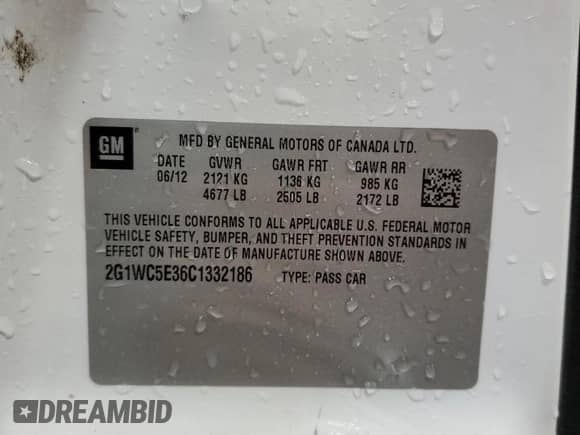 GM ®
MFD BY GENERAL MOTORS OF CANADA LTD.
DATE GVWR GAWR FRT GAWR RR
06/12 2121 KG 1136 KG 985 KG
4677 LB 2505 LB 2172 LB
THIS VEHICLE CONFORMS TO ALL APPLICABLE U.S. FEDERAL MOTOR
VEHICLE SAFETY, BUMPER, AND THEFT PREVENTION STANDARDS IN
EFFECT ON THE DATE OF MANUFACTURE SHOWN ABOVE.
2G1WC5E36C1332186 TYPE: PASS CAR
DREAMBID